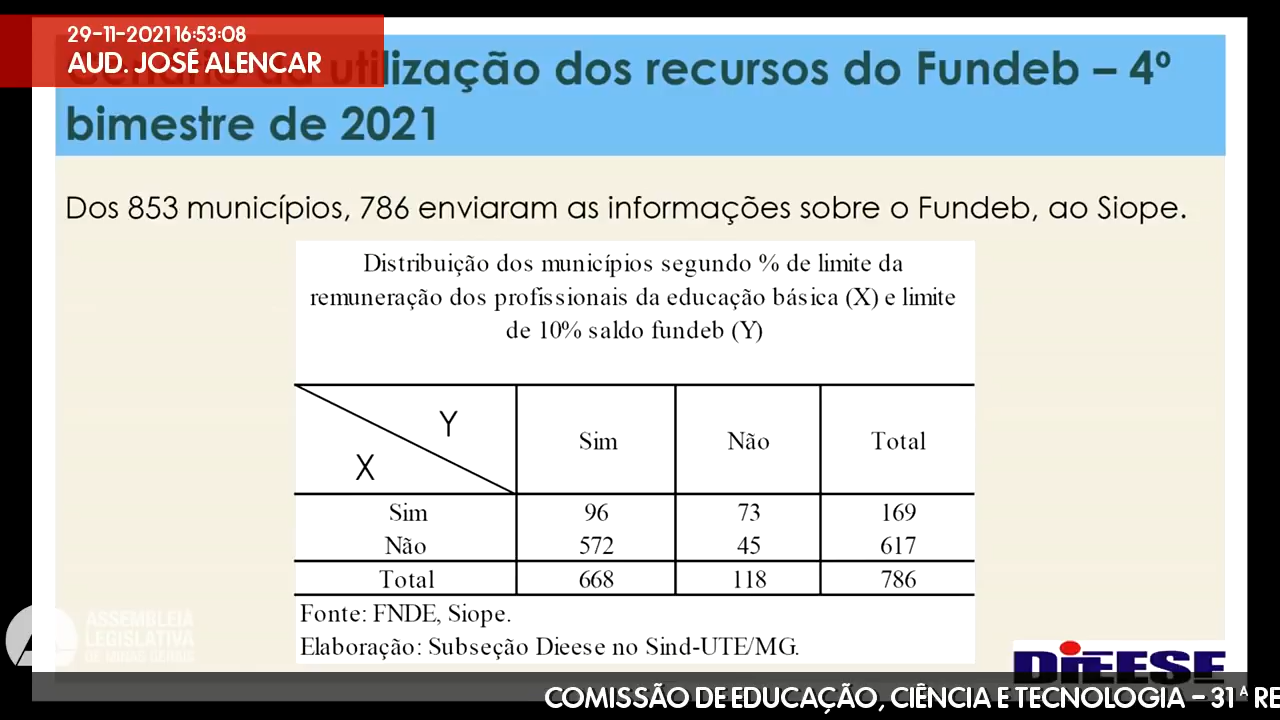 29-11-2021 16:53:08
AUD. JOSÉ ALENCAR
utilização dos recursos do Fundeb – 4º
bimestre de 2021
Dos 853 municípios, 786 enviaram as informações sobre o Fundeb, ao Siope.
Distribuição dos municípios segundo % de limite da
remuneração dos profissionais da educação básica (X) e limite
de 10% saldo fundeb (Y)
Y
X
Sim Não Total
Sim 96 73 169
Não 572 45 617
Total 668 118 786
Fonte: FNDE, Siope.
Elaboração: Subseção Dieese no Sind-UTE/MG.
ASSEMBLEIA
LEGISLATIVA
DE MINAS GERAIS
DIEESE
COMISSÃO DE EDUCAÇÃO, CIÊNCIA E TECNOLOGIA – 31ª RE